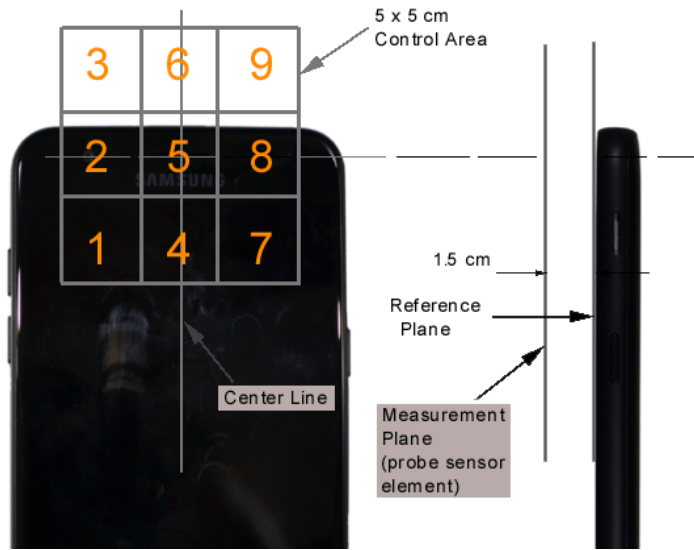 5 x 5 cm
Control Area
3 6 9
2 5 8
SAMSUNG
1 4 7
1.5 cm
Reference
Plane
Center Line
Measurement
Plane
(probe sensor
element)